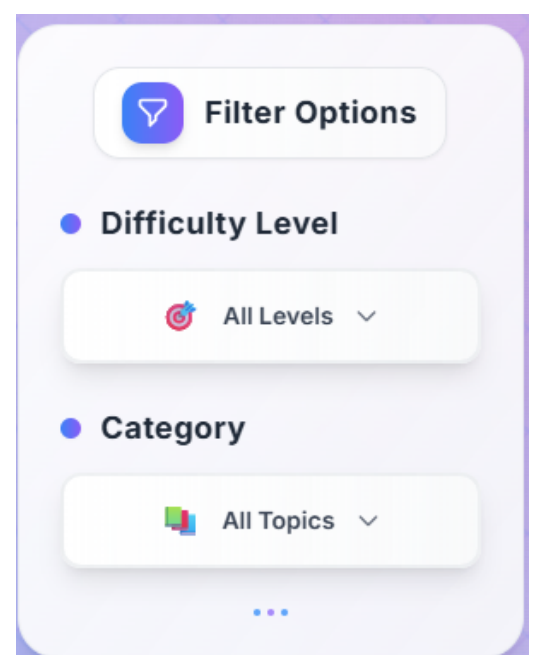 Filter Options
Difficulty Level
All Levels
Category
All Topics